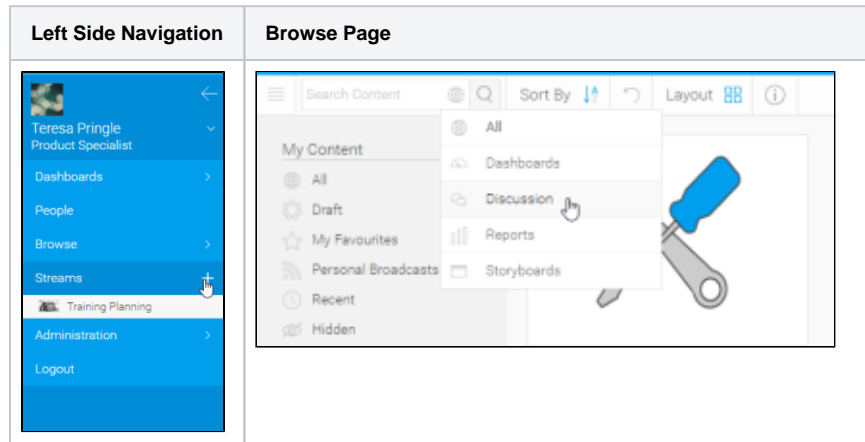 Left Side Navigation
Browse Page
Teresa Pringle
Product Specialist
Dashboards
People
Browse
Streams
Training Planning
Administration
Logout
Search Content
Sort By
Layout
All
Dashboards
Discussion
Reports
Storyboards
My Content
All
Draft
My Favourites
Personal Broadcasts
Recent
Hidden